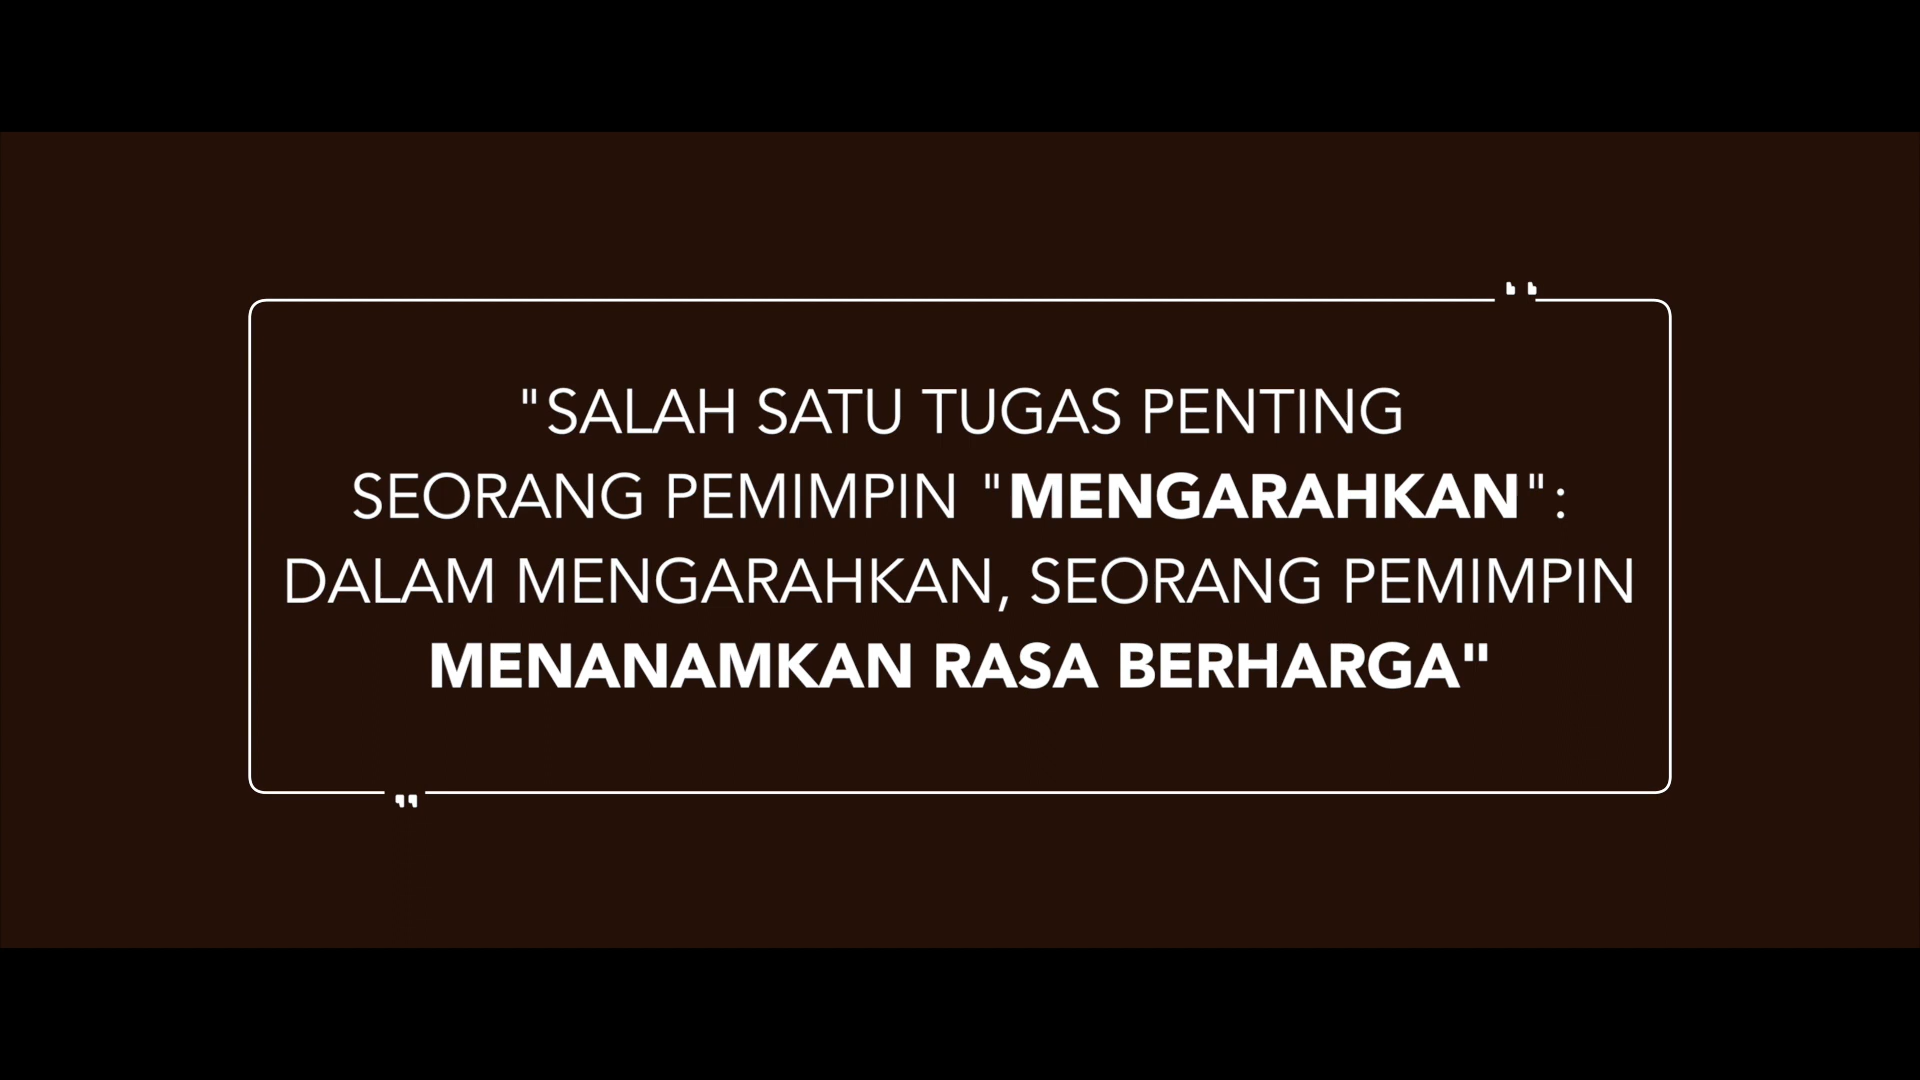 "SALAH SATU TUGAS PENTING
SEORANG PEMIMPIN "MENGARAHKAN":
DALAM MENGARAHKAN, SEORANG PEMIMPIN
MENANAMKAN RASA BERHARGA"